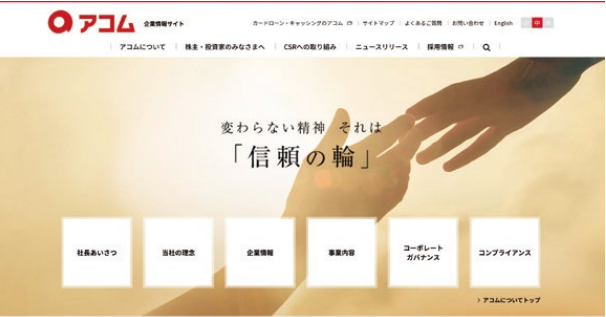 アコム 企業情報サイト
カードローン・キャッシングのアコム サイトマップ よくあるご質問 お問い合わせ English 中
アコムについて 株主・投資家のみなさまへ CSRへの取り組み ニュースリリース 採用情報
変わらない精神 それは
「信頼の輪」
社長あいさつ
当社の理念
企業情報
事業内容
コーポレート
ガバナンス
コンプライアンス
> アコムについてトップ